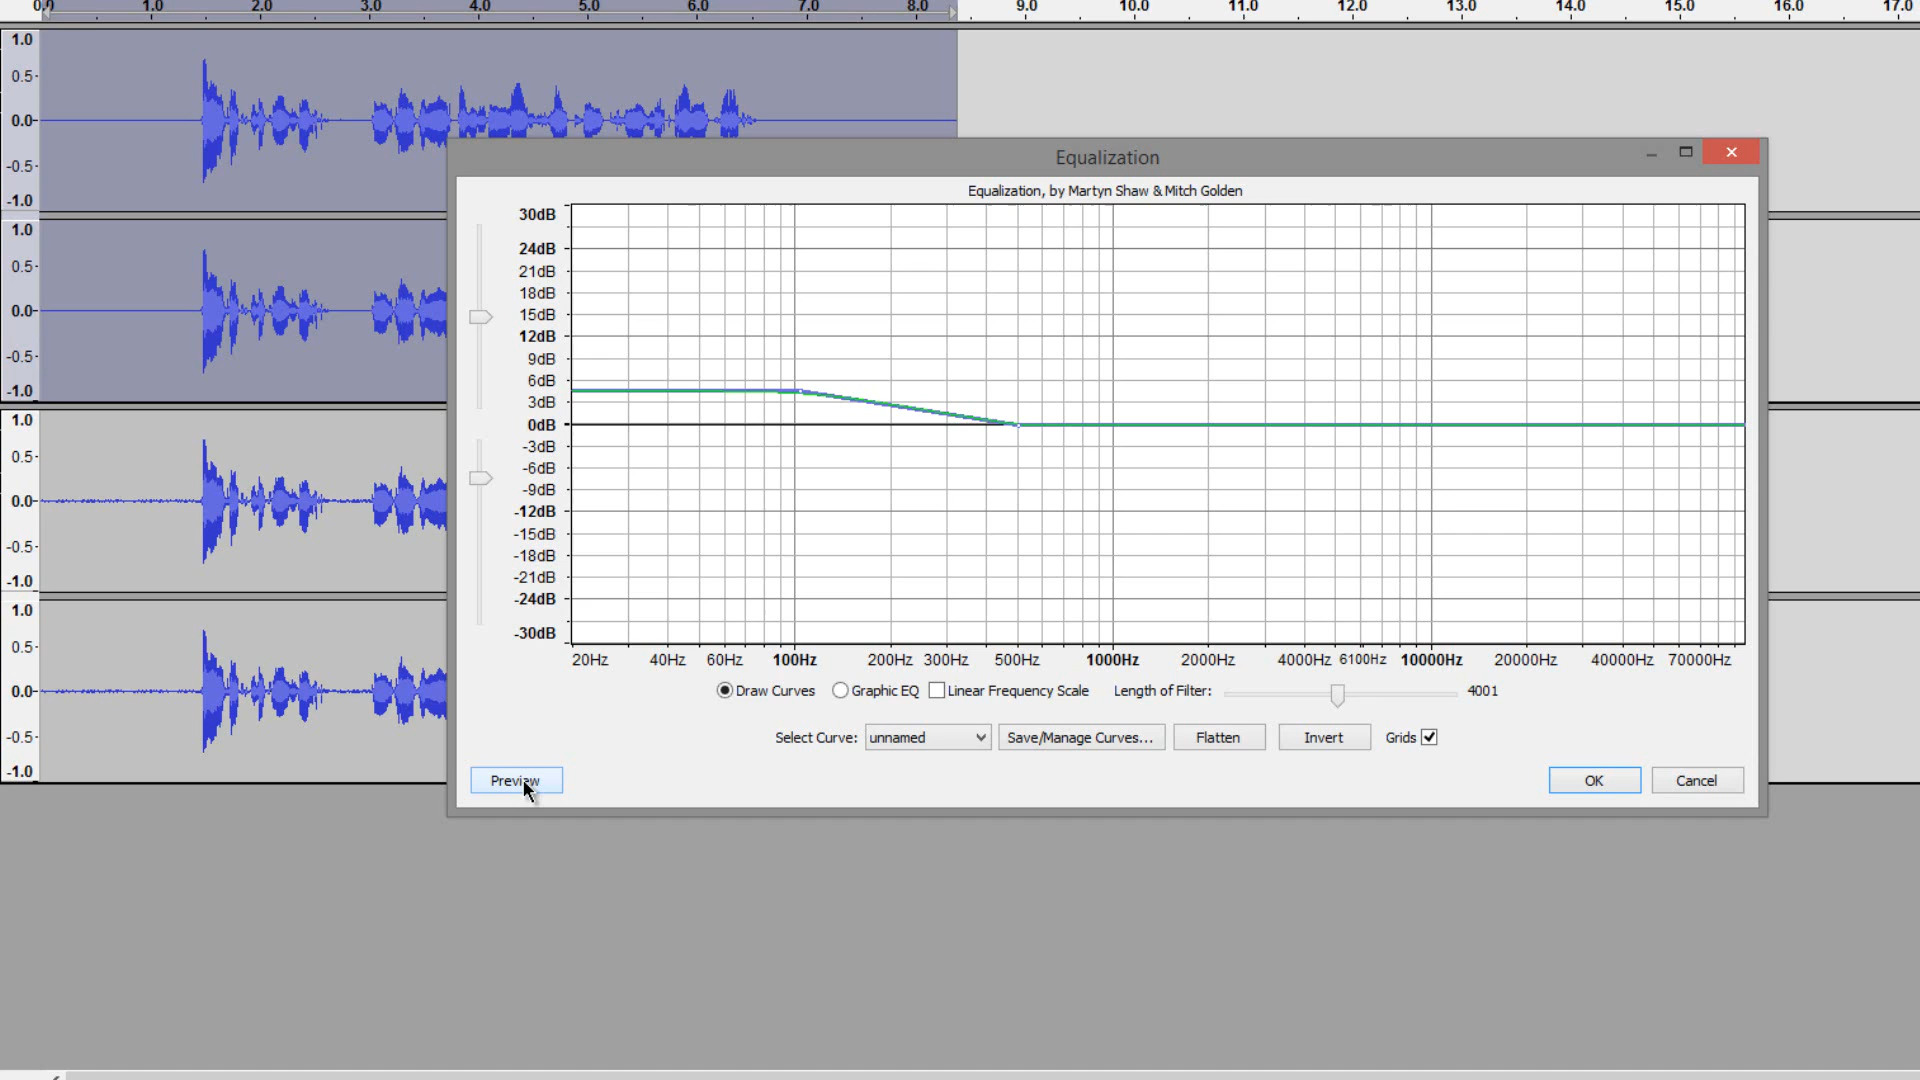 0.0 1.0 2.0 3.0 4.0 5.0 6.0 7.0 8.0 9.0 10.0 11.0 12.0 13.0 14.0 15.0 16.0 17.0
1.0
0.5-
0.0-
-0.5-
-1.0
1.0
0.5-
0.0-
-0.5-
-1.0
1.0
0.5-
0.0-
-0.5-
-1.0
1.0
0.5-
0.0-
-0.5-
-1.0
Equalization
Equalization, by Martyn Shaw & Mitch Golden
30dB
24dB
21dB
18dB
15dB
12dB
9dB
6dB
3dB
0dB
-3dB
-6dB
-9dB
-12dB
-15dB
-18dB
-21dB
-24dB
-30dB
20Hz 40Hz 60Hz 100Hz 200Hz 300Hz 500Hz 1000Hz 2000Hz 4000Hz 6100Hz 10000Hz 20000Hz 40000Hz 70000Hz
Draw Curves Graphic EQ Linear Frequency Scale Length of Filter: 4001
Select Curve: unnamed Save/Manage Curves... Flatten Invert Grids
Preview OK Cancel